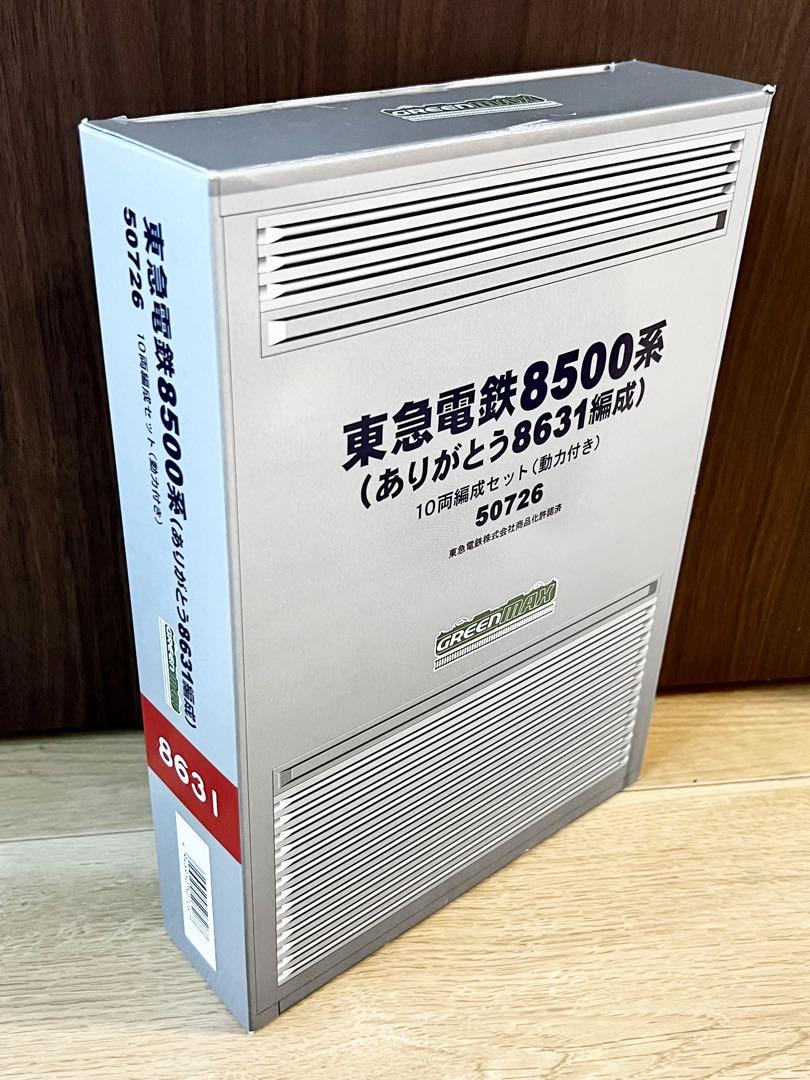 GREENMAX
東急電鉄8500系
(ありがとう8631編成)
10両編成セット(動力付き)
50726
東急電鉄株式会社商品化許諾済
GREENMAX
東急電鉄8500系(ありがとう8631編成)
50726 10両編成セット(動力付き)
GREENMAX
8631